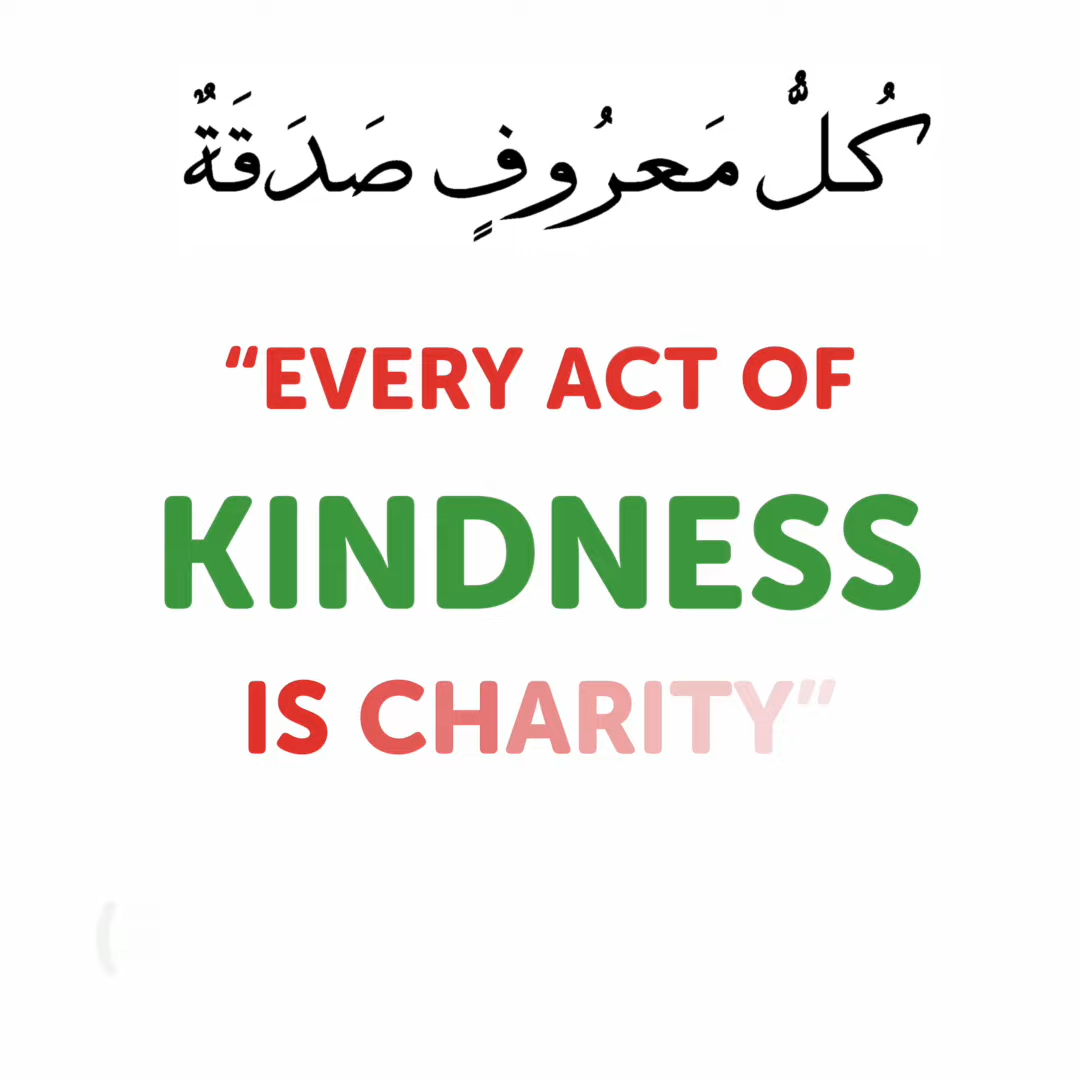 كُلُّ مَعرُوفٍ صَدَقَةٌ
“EVERY ACT OF
KINDNESS
IS CHARITY”
(